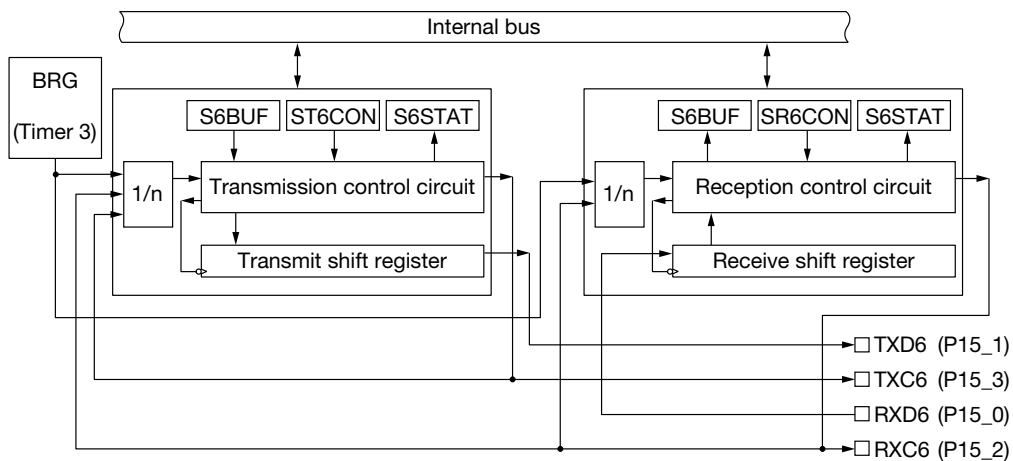 Internal bus
BRG
(Timer 3)
S6BUF ST6CON S6STAT
1/n
Transmission control circuit
Transmit shift register
S6BUF SR6CON S6STAT
1/n
Reception control circuit
Receive shift register
TXD6 (P15_1)
TXC6 (P15_3)
RXD6 (P15_0)
RXC6 (P15_2)